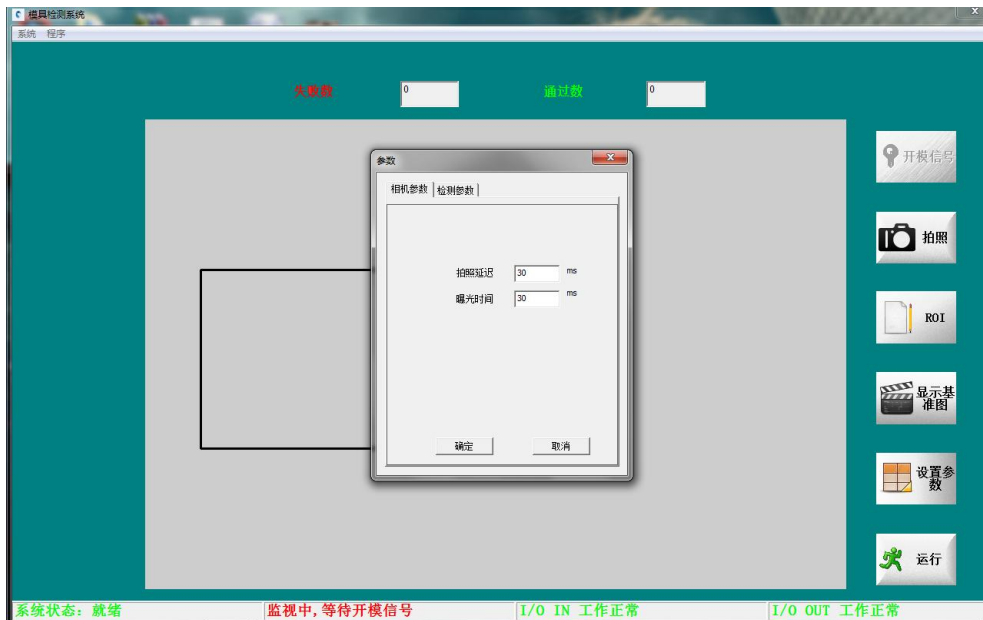 模具检测系统
系统 程序
失败数 0 通过数 0
参数
相机参数 检测参数
拍照延迟 30 ms
曝光时间 30 ms
确定 取消
开模信号
拍照
ROI
显示基
准图
设置参
数
运行
系统状态：就绪 监视中,等待开模信号 I/O IN 工作正常 I/O OUT 工作正常